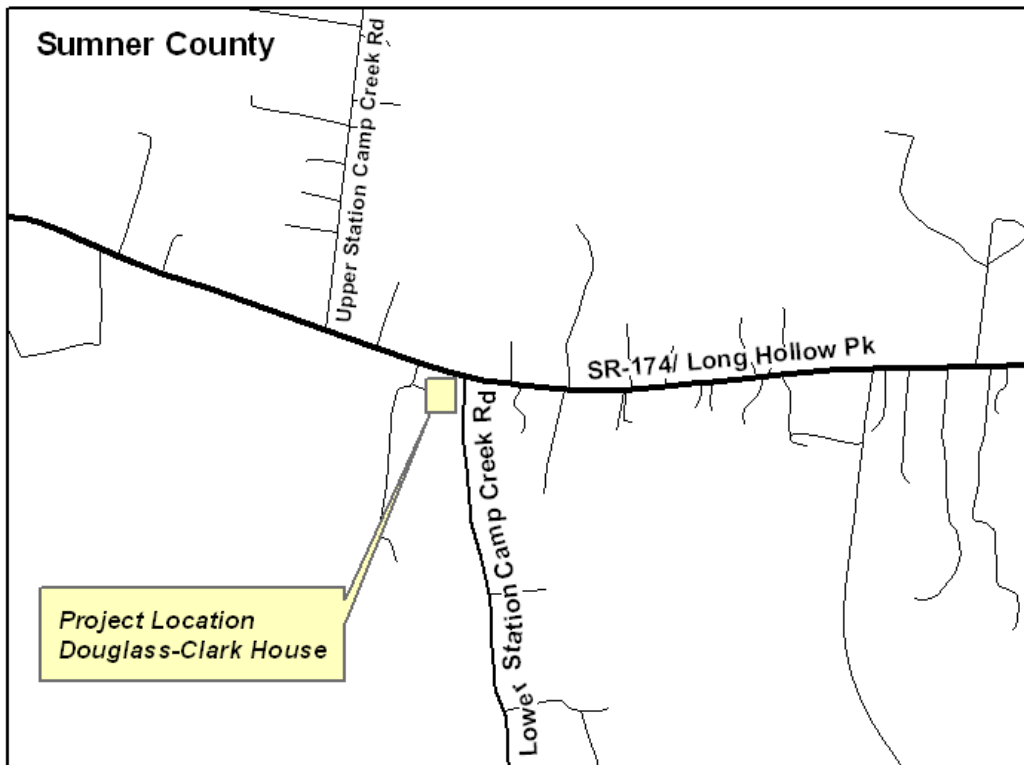 Sumner County
Upper Station Camp Creek Rd
SR-174/ Long Hollow Pk
Lower Station Camp Creek Rd
Project Location
Douglass-Clark House